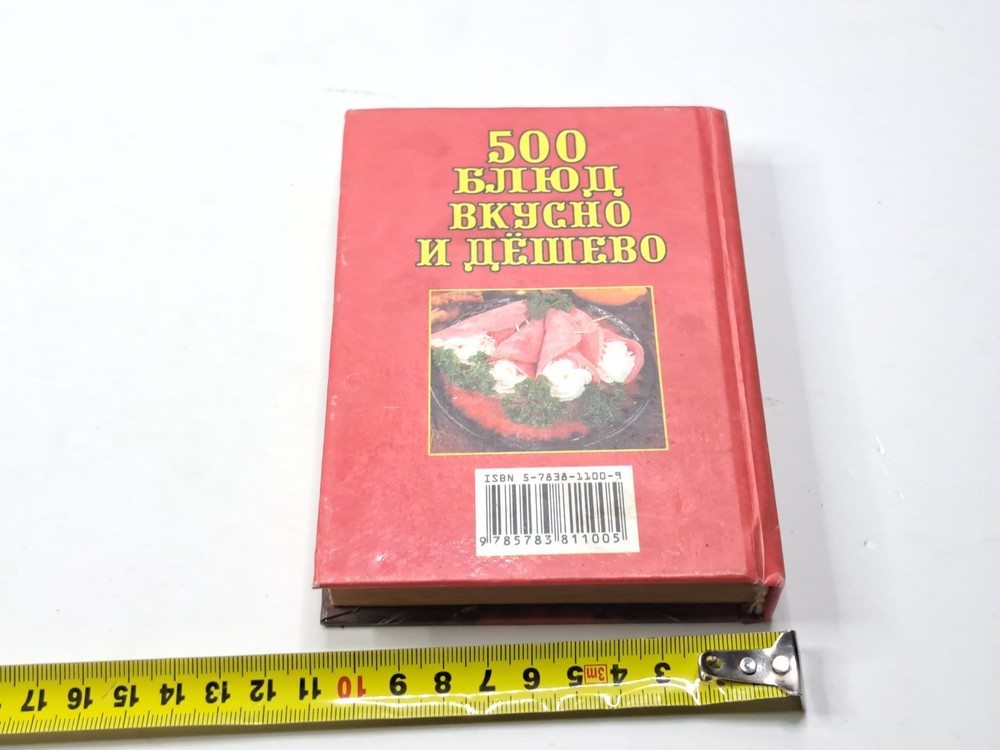 500
БЛЮД
ВКУСНО
И ДЁШЕВО
ISBN 5-7838-1100-9
9 785783 811005
17 16 15 14 13 12 11 10 9 8 7 6 5 3m 4 3